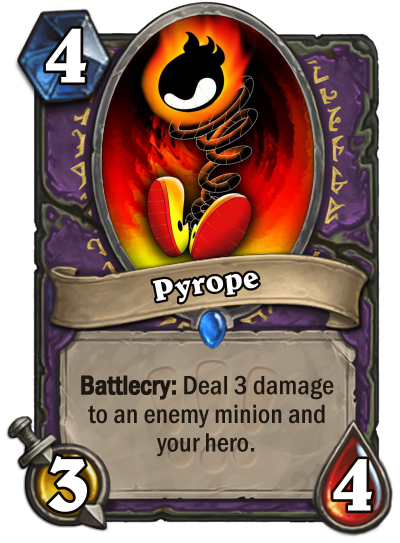 4
Pyrope
Battlecry: Deal 3 damage
to an enemy minion and
your hero.
3
4